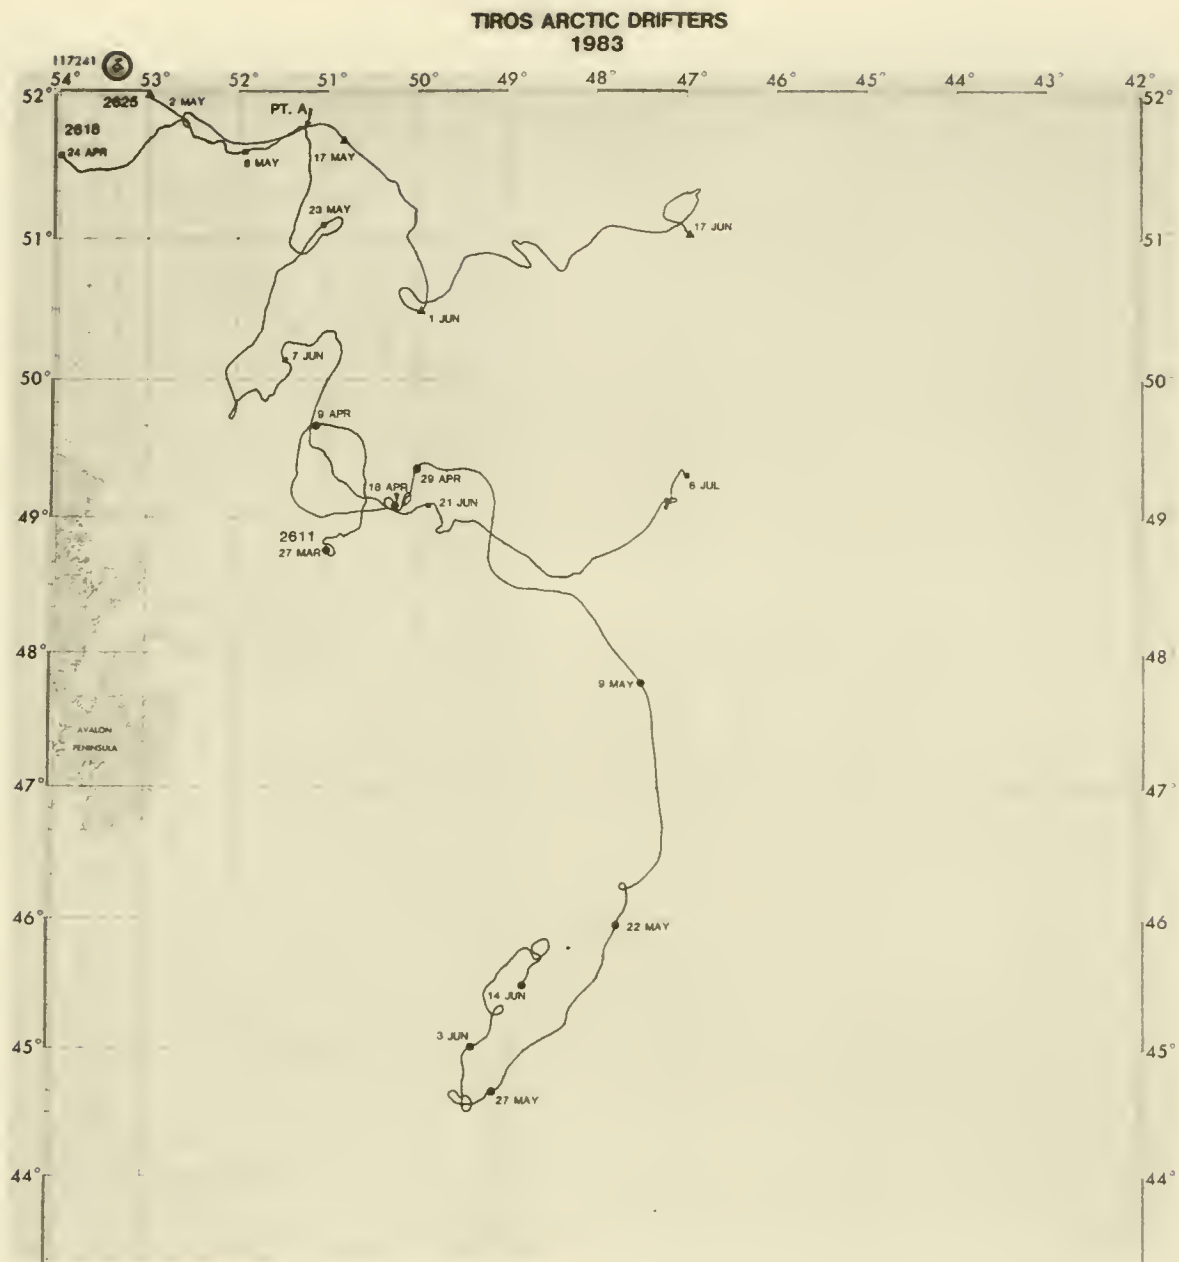 TIROS ARCTIC DRIFTERS
1983
117241
54° 53° 52° 51° 50° 49° 48° 47° 46° 45° 44° 43° 42°
52° 52°
2625 2 MAY
PT. A
2618
24 APR
8 MAY
17 MAY
23 MAY
17 JUN
51° 51°
1 JUN
7 JUN
50° 50°
9 APR
29 APR
18 APR
6 JUL
21 JUN
49° 49
2611
27 MAR
48° 48
9 MAY
AVALON
PENINSULA
47° 47°
46° 46
22 MAY
14 JUN
3 JUN
45° 45°
27 MAY
44° 44°